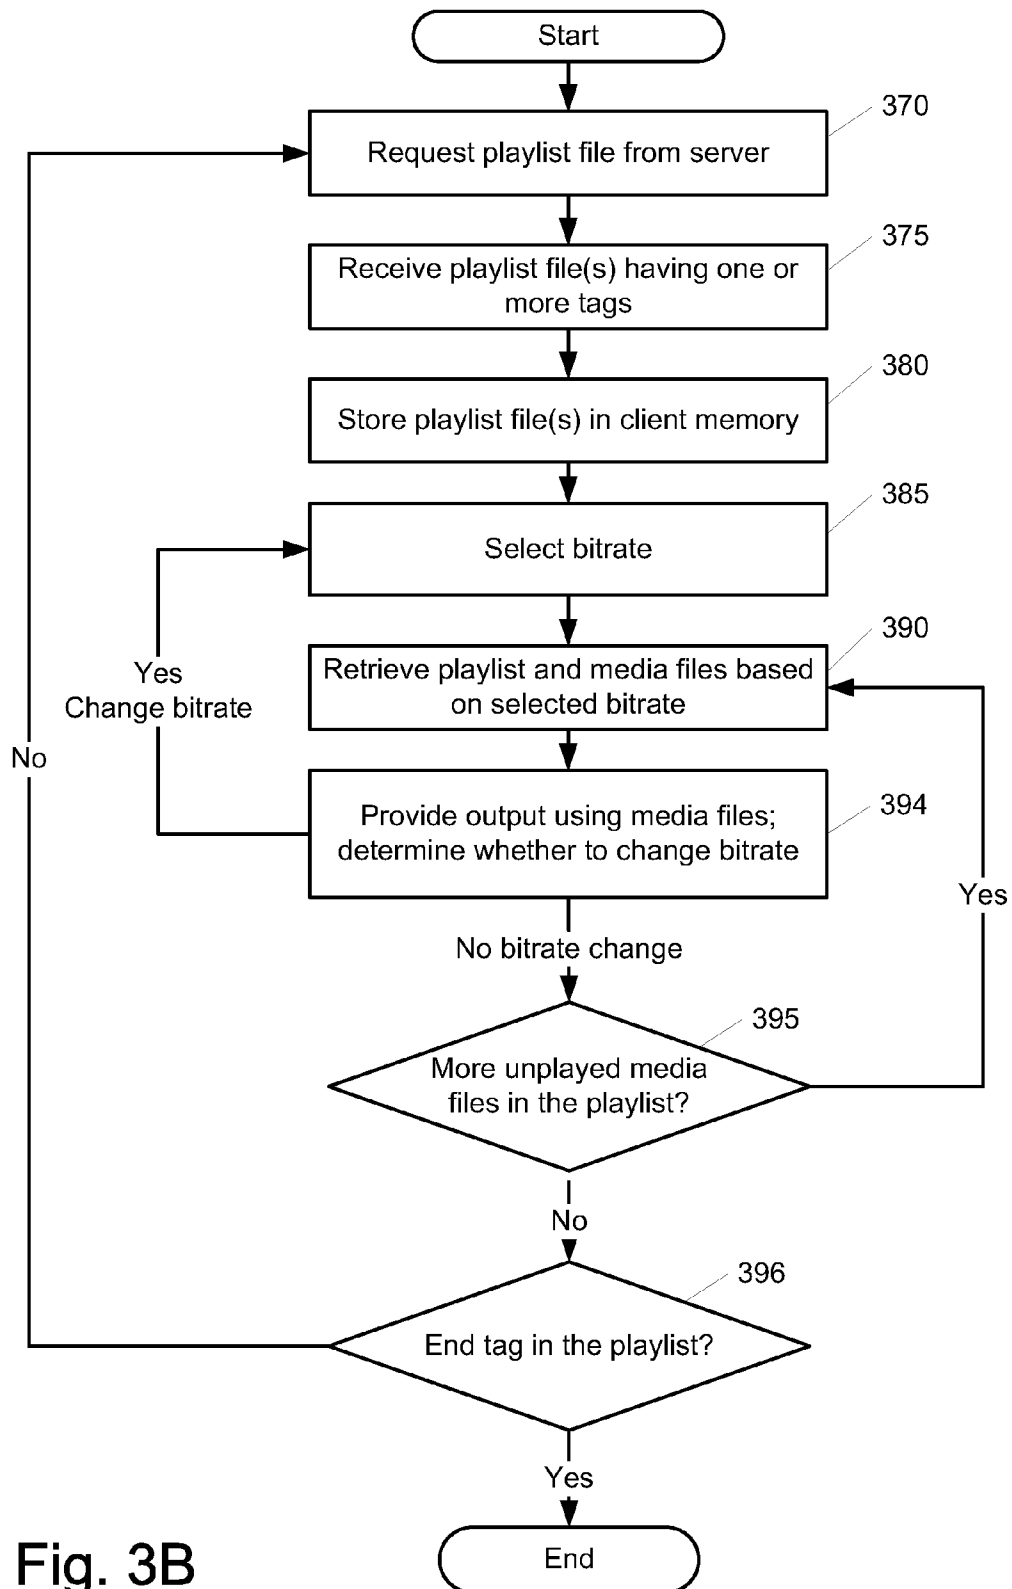 Start
370
Request playlist file from server
375
Receive playlist file(s) having one or
more tags
380
Store playlist file(s) in client memory
385
Select bitrate
390
Retrieve playlist and media files based
on selected bitrate
Yes
Change bitrate
No
394
Provide output using media files;
determine whether to change bitrate
Yes
No bitrate change
395
More unplayed media
files in the playlist?
No
396
End tag in the playlist?
Yes
End
Fig. 3B